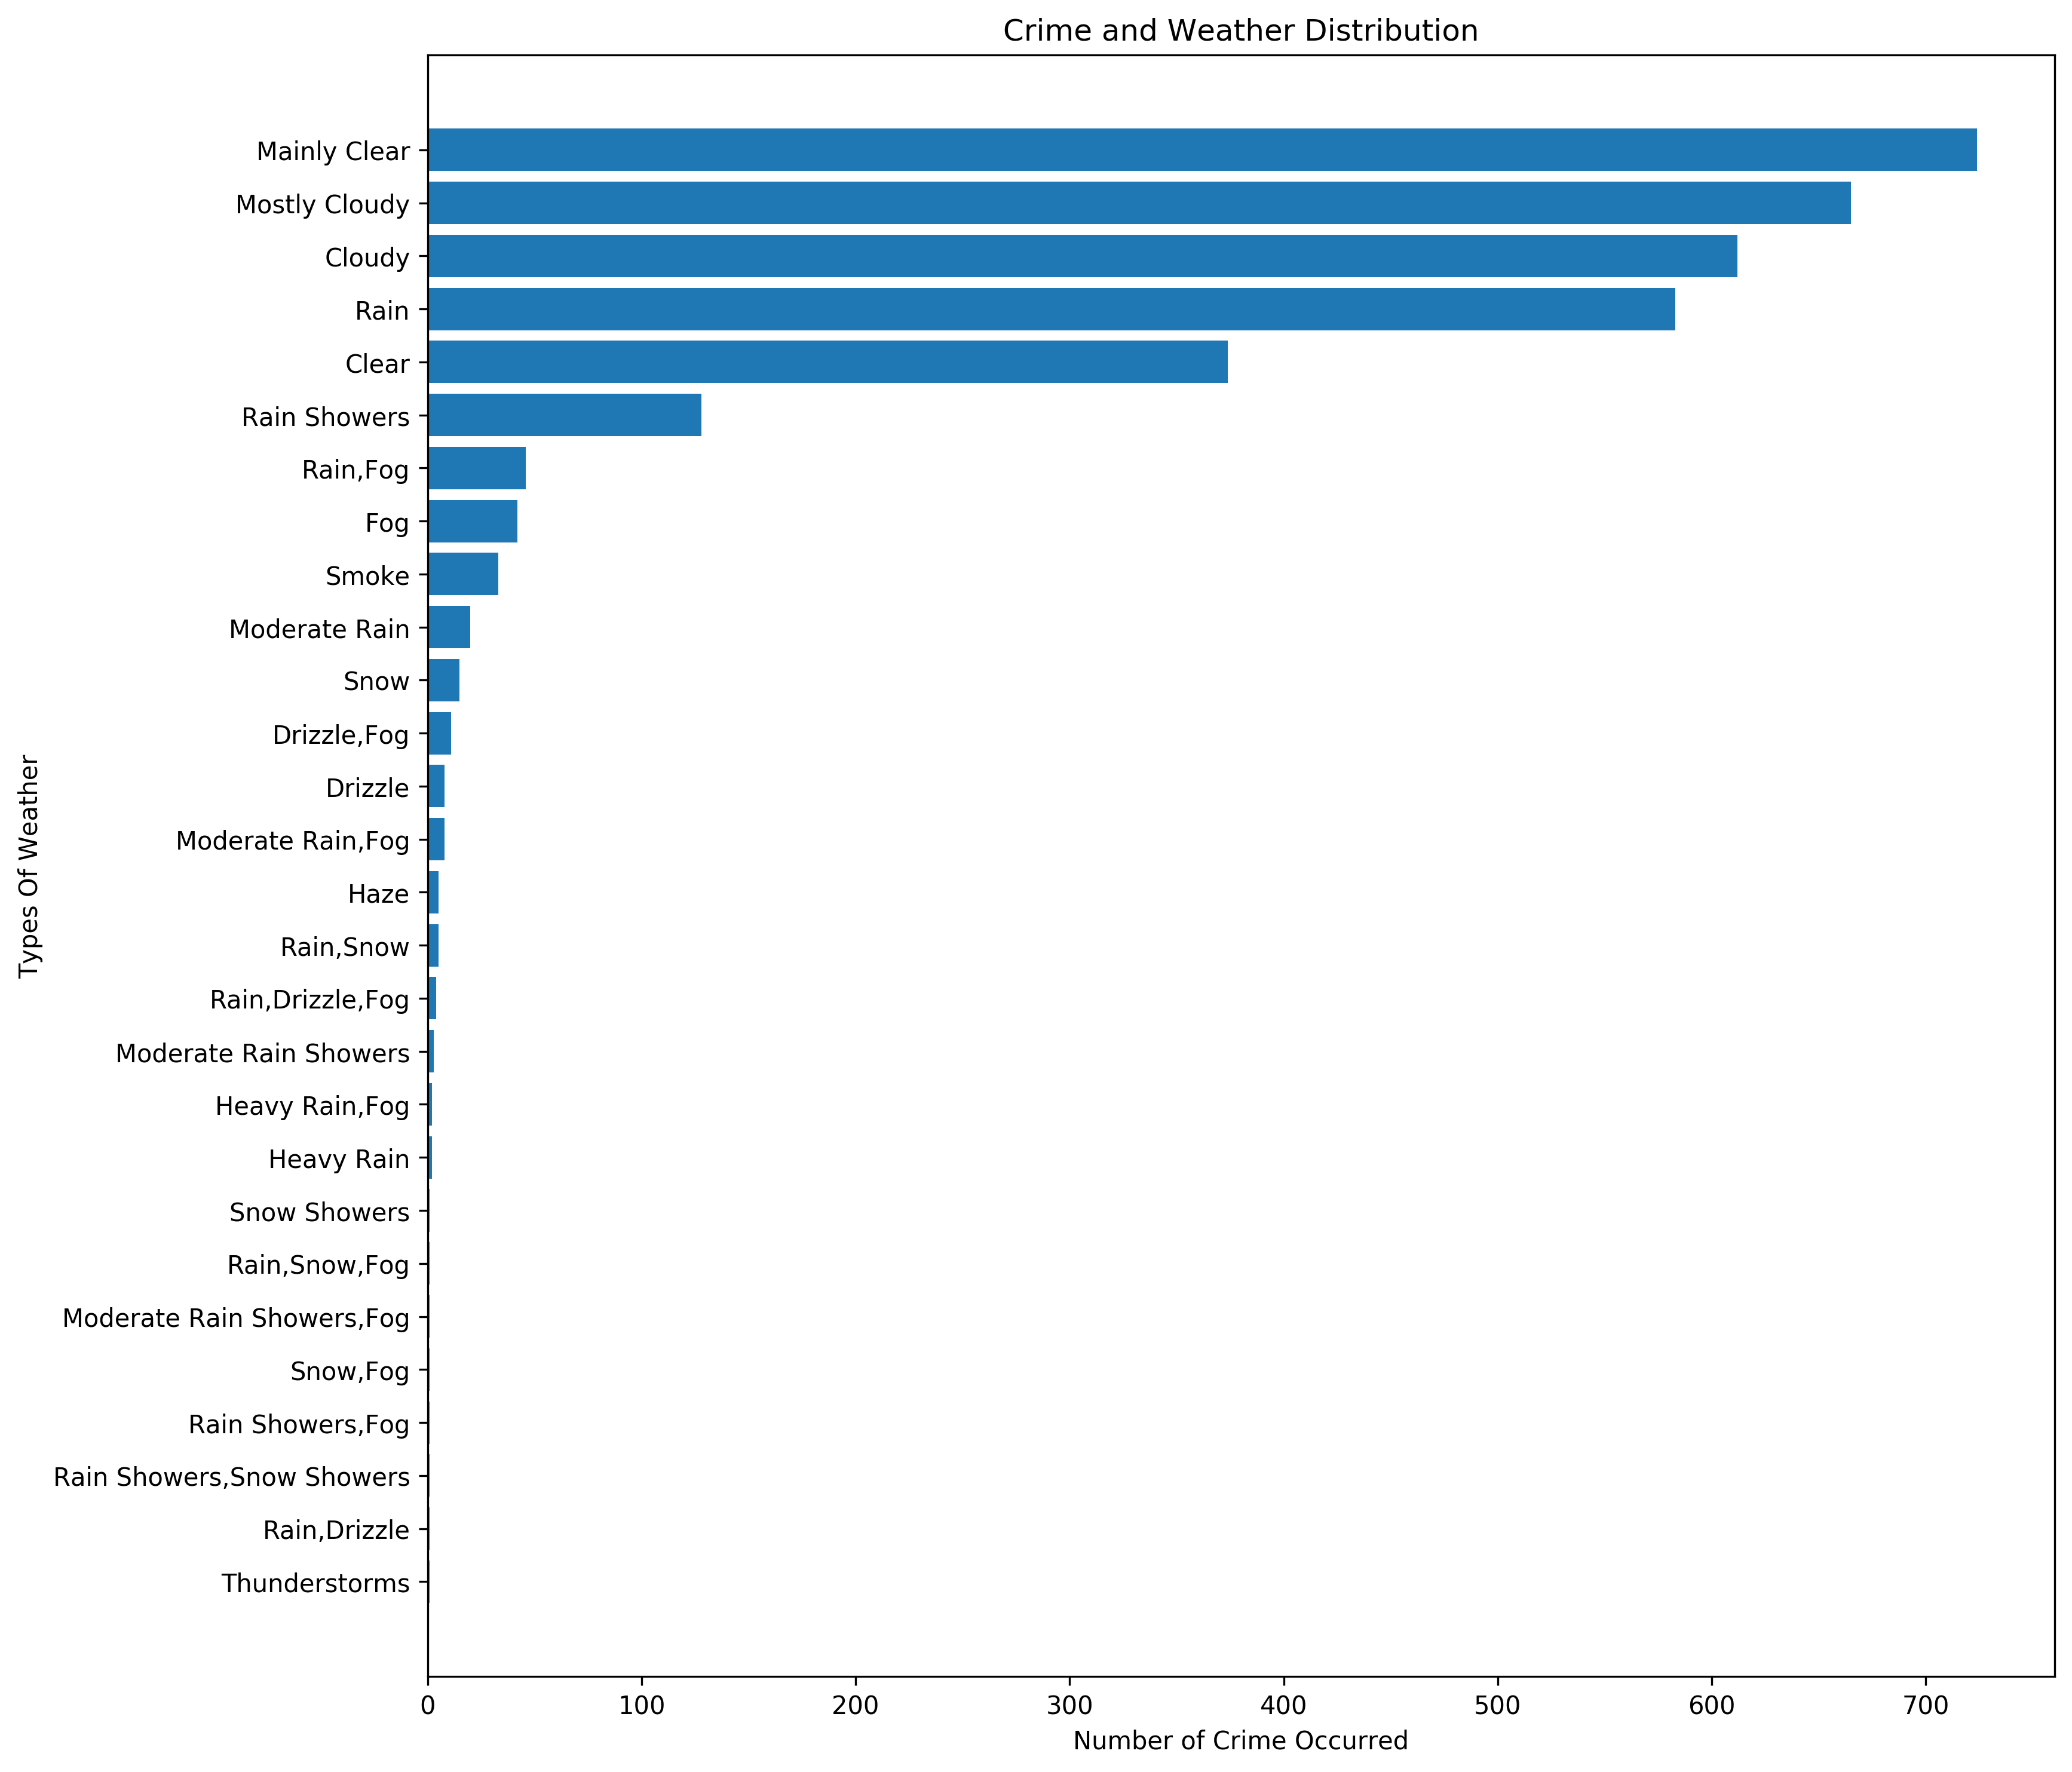 Crime and Weather Distribution
Types Of Weather
Mainly Clear
Mostly Cloudy
Cloudy
Rain
Clear
Rain Showers
Rain,Fog
Fog
Smoke
Moderate Rain
Snow
Drizzle,Fog
Drizzle
Moderate Rain,Fog
Haze
Rain,Snow
Rain,Drizzle,Fog
Moderate Rain Showers
Heavy Rain,Fog
Heavy Rain
Snow Showers
Rain,Snow,Fog
Moderate Rain Showers,Fog
Snow,Fog
Rain Showers,Fog
Rain Showers,Snow Showers
Rain,Drizzle
Thunderstorms
0 100 200 300 400 500 600 700
Number of Crime Occurred